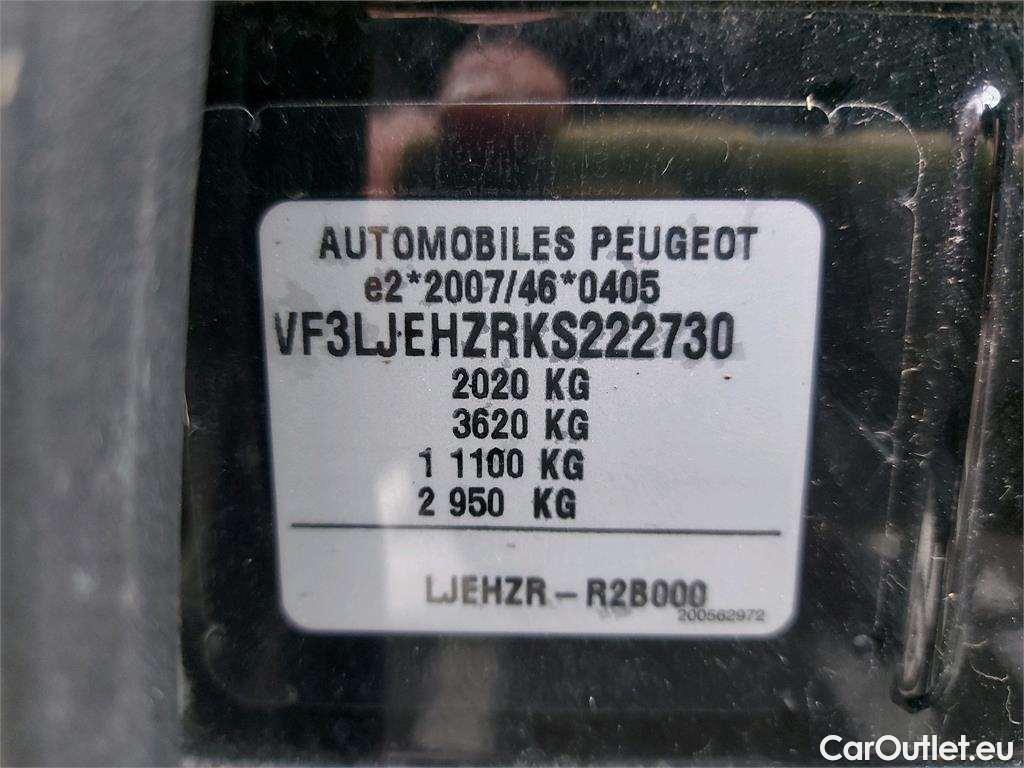 AUTOMOBILES PEUGEOT
e2*2007/46*0405
VF3LJEHZRKS222730
2020 KG
3620 KG
1 1100 KG
2 950 KG
LJEHZR – R2B000
200562972
CarOutlet.eu